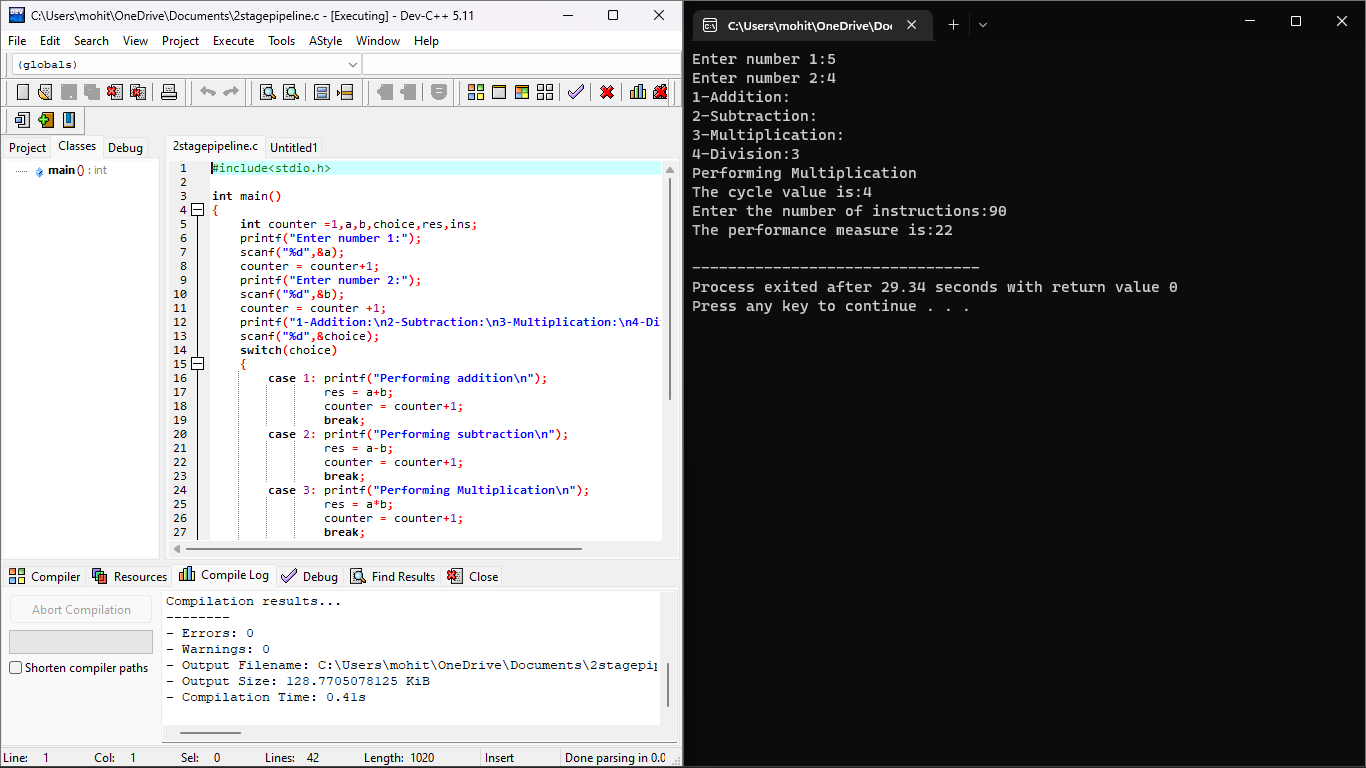 C:\Users\mohit\OneDrive\Documents\2stagepipeline.c - [Executing] - Dev-C++ 5.11
File Edit Search View Project Execute Tools AStyle Window Help
(globals)
Project Classes Debug
main () : int
2stagepipeline.c Untitled1
1 #include<stdio.h>
2
3 int main()
4 {
5 int counter =1,a,b,choice,res,ins;
6 printf("Enter number 1:");
7 scanf("%d",&a);
8 counter = counter+1;
9 printf("Enter number 2:");
10 scanf("%d",&b);
11 counter = counter +1;
12 printf("1-Addition:\n2-Subtraction:\n3-Multiplication:\n4-Di
13 scanf("%d",&choice);
14 switch(choice)
15 {
16 case 1: printf("Performing addition\n");
17 res = a+b;
18 counter = counter+1;
19 break;
20 case 2: printf("Performing subtraction\n");
21 res = a-b;
22 counter = counter+1;
23 break;
24 case 3: printf("Performing Multiplication\n");
25 res = a*b;
26 counter = counter+1;
27 break;
Compiler Resources Compile Log Debug Find Results Close
Abort Compilation
Shorten compiler paths
Compilation results...
--------
- Errors: 0
- Warnings: 0
- Output Filename: C:\Users\mohit\OneDrive\Documents\2stagepip
- Output Size: 128.7705078125 KiB
- Compilation Time: 0.41s
Line: 1 Col: 1 Sel: 0 Lines: 42 Length: 1020 Insert Done parsing in 0.0
C:\Users\mohit\OneDrive\Doc
Enter number 1:5
Enter number 2:4
1-Addition:
2-Subtraction:
3-Multiplication:
4-Division:3
Performing Multiplication
The cycle value is:4
Enter the number of instructions:90
The performance measure is:22
--------------------------------
Process exited after 29.34 seconds with return value 0
Press any key to continue . . .